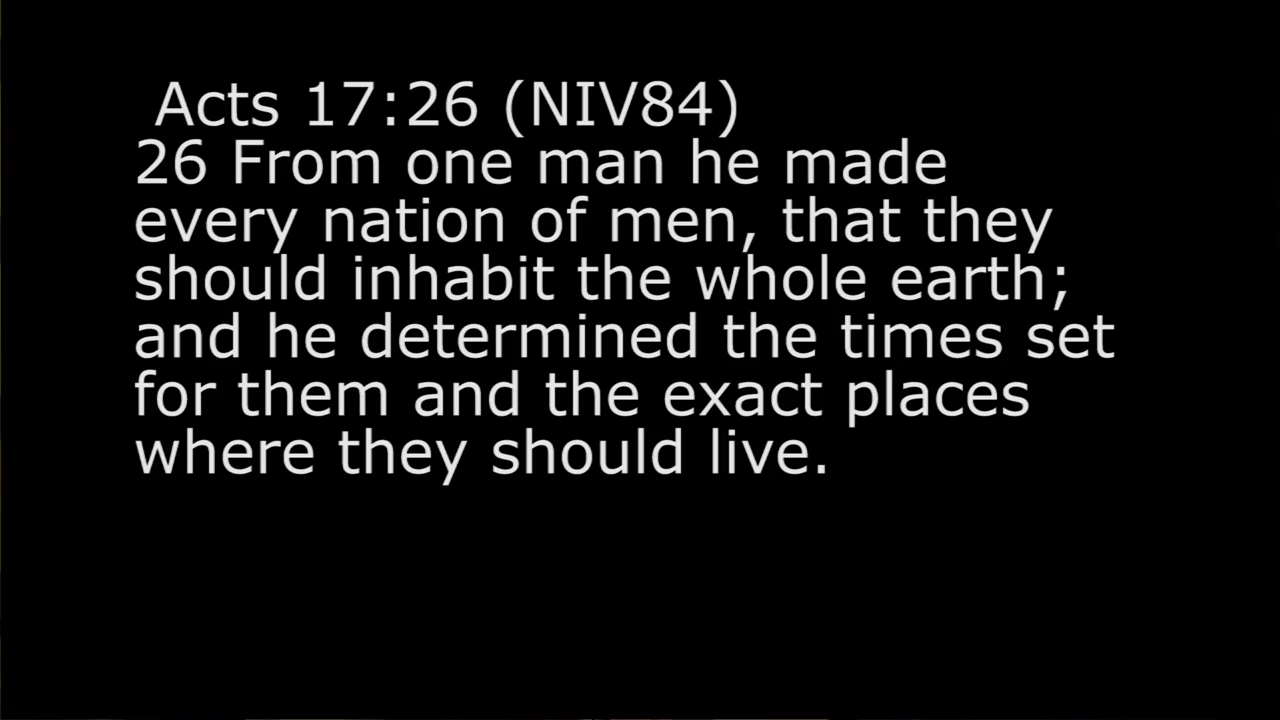 Acts 17:26 (NIV84)
26 From one man he made
every nation of men, that they
should inhabit the whole earth;
and he determined the times set
for them and the exact places
where they should live.